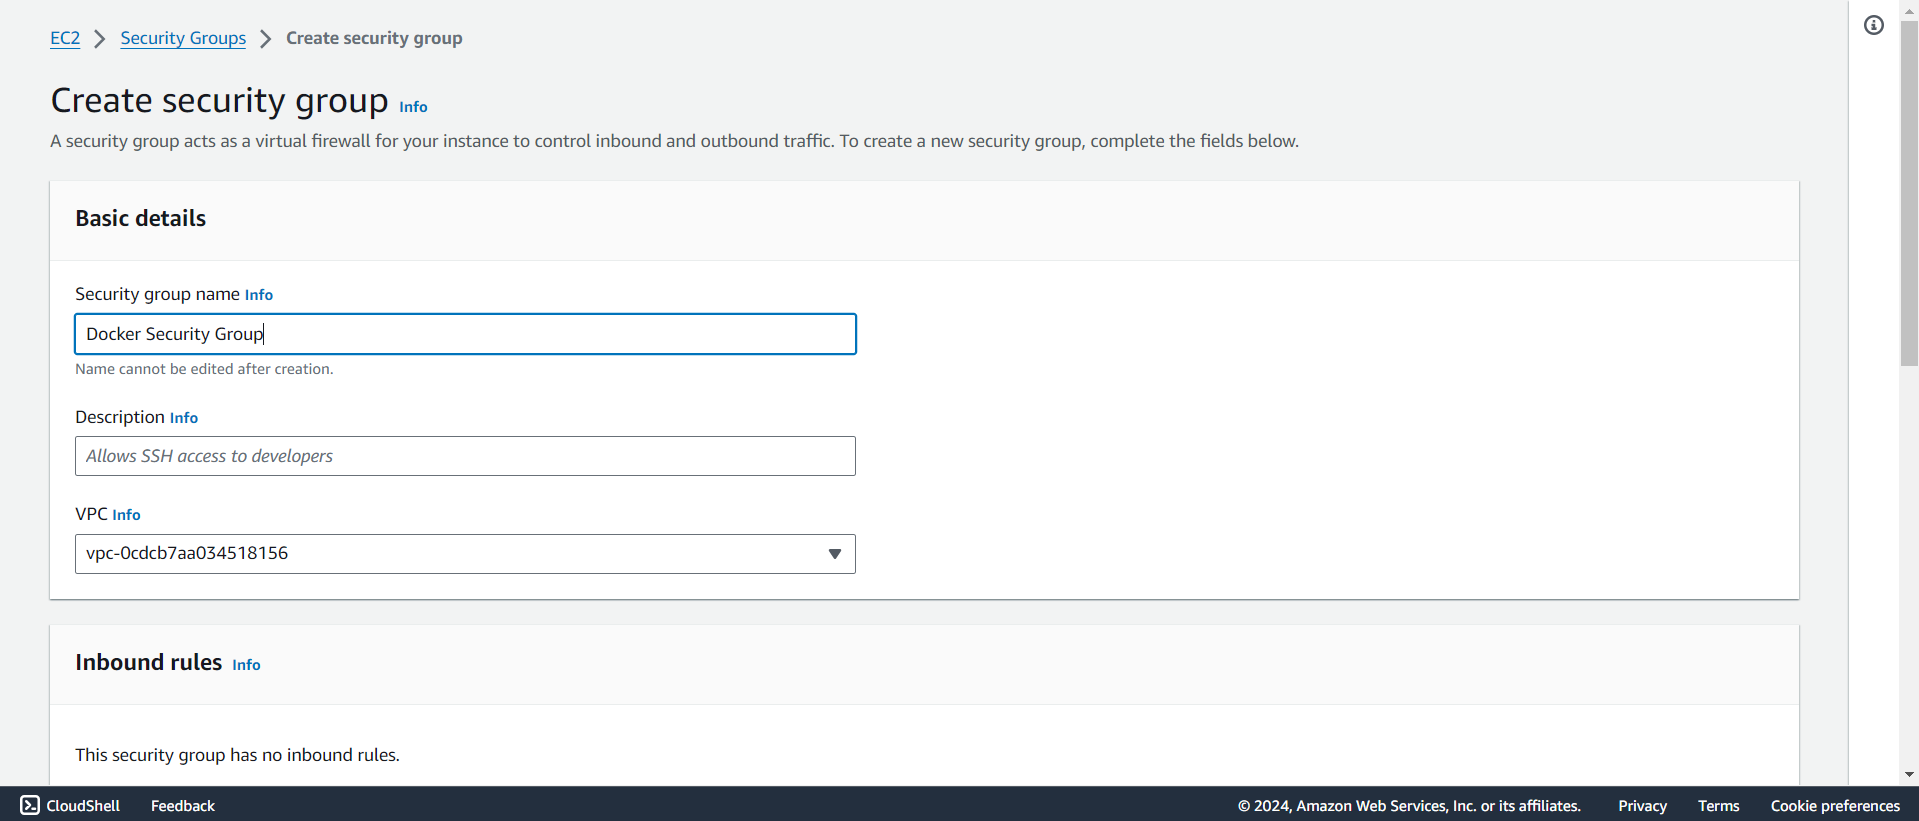 EC2 > Security Groups > Create security group
Create security group Info
A security group acts as a virtual firewall for your instance to control inbound and outbound traffic. To create a new security group, complete the fields below.
Basic details
Security group name Info
Docker Security Group
Name cannot be edited after creation.
Description Info
Allows SSH access to developers
VPC Info
vpc-0cdcb7aa034518156
Inbound rules Info
This security group has no inbound rules.
CloudShell Feedback © 2024, Amazon Web Services, Inc. or its affiliates. Privacy Terms Cookie preferences